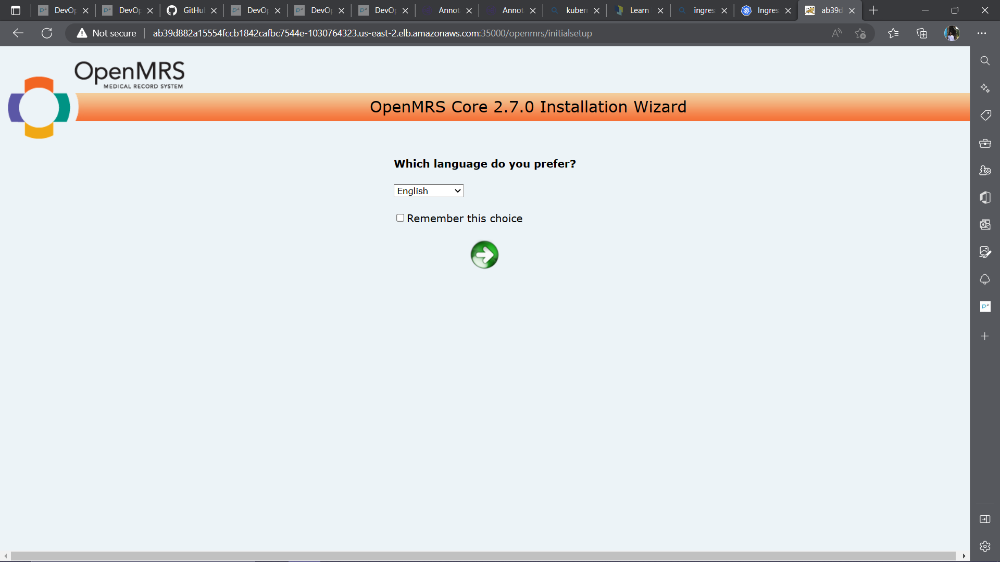 DevOp
DevOp
GitHu
DevOp
DevOp
DevOp
Annot
Annot
kubern
Learn
ingres
Ingres
ab39d
Not secure
ab39d882a15554fccb1842cafbc7544e-1030764323.us-east-2.elb.amazonaws.com:35000/openmrs/initialsetup
OpenMRS
MEDICAL RECORD SYSTEM
OpenMRS Core 2.7.0 Installation Wizard
Which language do you prefer?
English
Remember this choice